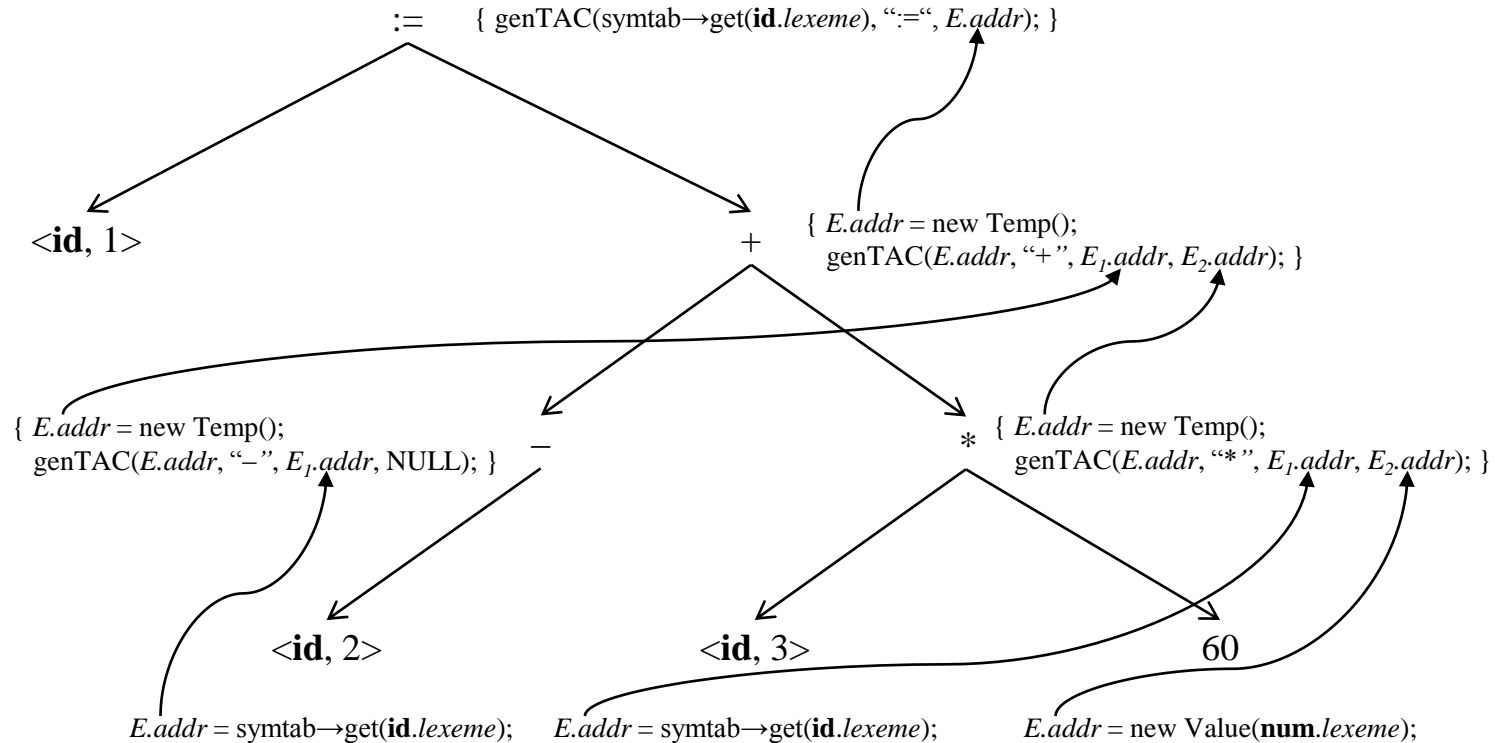 := { genTAC(symtab→get(id.lexeme), “:=“, E.addr); }
<id, 1>
+
{ E.addr = new Temp();
genTAC(E.addr, “+”, E1.addr, E2.addr); }
{ E.addr = new Temp();
genTAC(E.addr, “–”, E1.addr, NULL); }
–
*
{ E.addr = new Temp();
genTAC(E.addr, “*”, E1.addr, E2.addr); }
<id, 2>
<id, 3>
60
E.addr = symtab→get(id.lexeme);
E.addr = symtab→get(id.lexeme);
E.addr = new Value(num.lexeme);